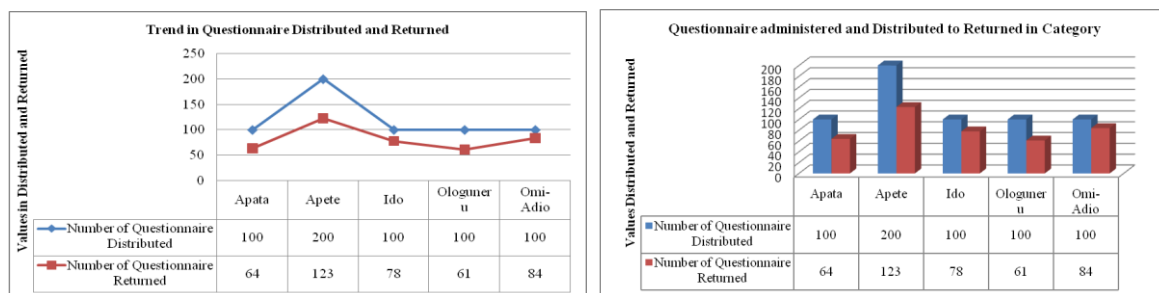 Trend in Questionnaire Distributed and Returned
Values in Distributed and Returned
250
200
150
100
50
0
Apata Apete Ido Ologuner
u Omi-
Adio
Number of Questionnaire
Distributed 100 200 100 100 100
Number of Questionnaire
Returned 64 123 78 61 84
Questionnaire administered and Distributed to Returned in Category
Values Distributed and Returned
200
180
160
140
120
100
80
60
40
20
0
Apata Apete Ido Ologuner
u Omi-
Adio
Number of Questionnaire
Distributed 100 200 100 100 100
Number of Questionnaire
Returned 64 123 78 61 84